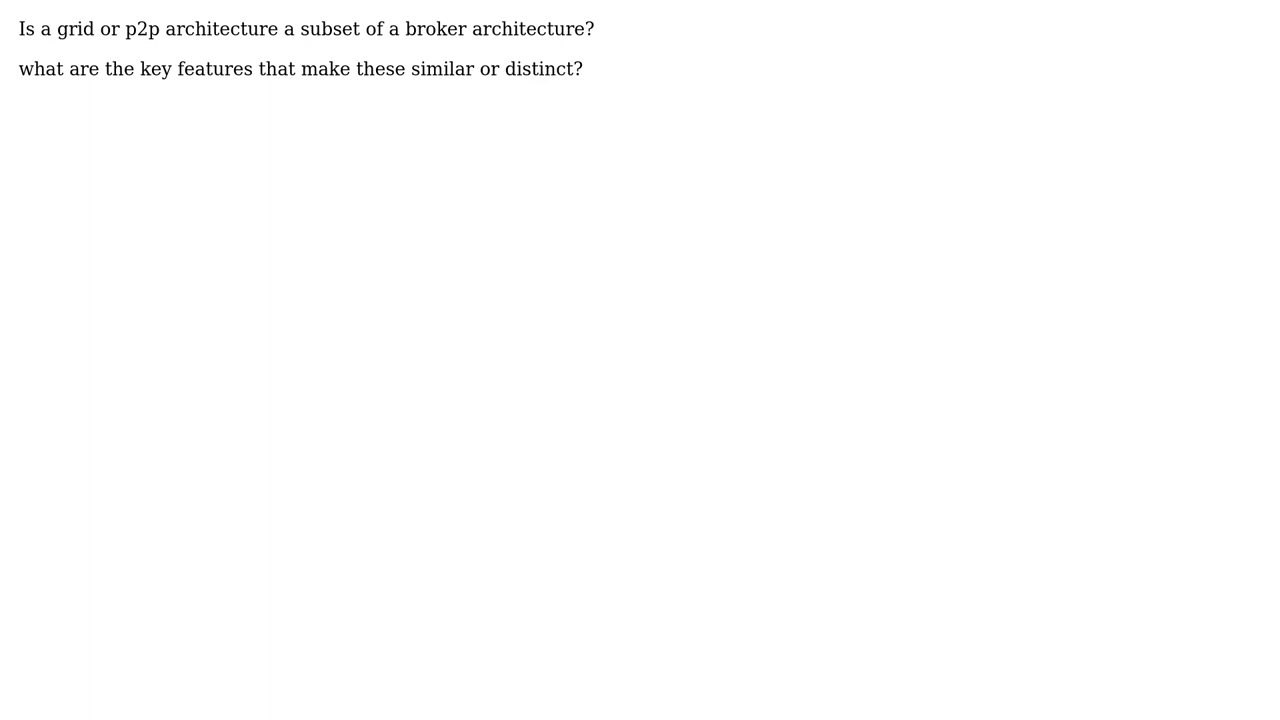 Is a grid or p2p architecture a subset of a broker architecture?
what are the key features that make these similar or distinct?